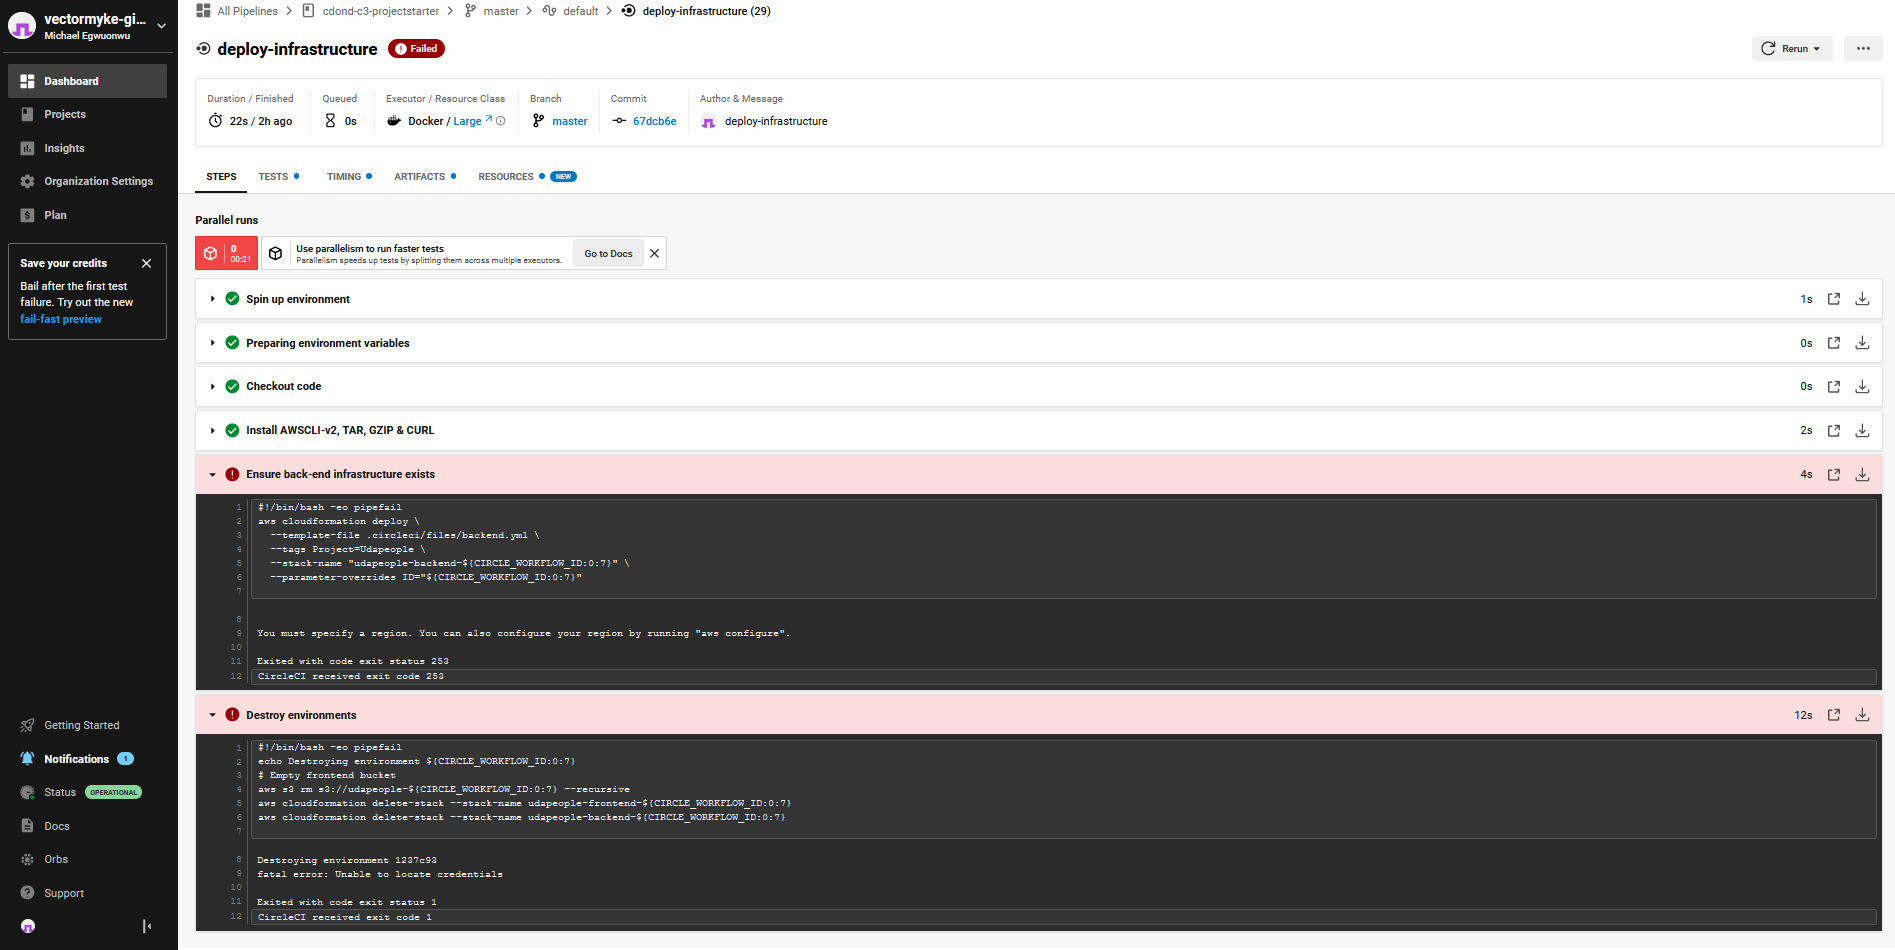 vectormyke-gi...
Michael Egwuonwu
Dashboard
Projects
Insights
Organization Settings
Plan
Save your credits
Bail after the first test
failure. Try out the new
fail-fast preview
Getting Started
Notifications 1
Status OPERATIONAL
Docs
Orbs
Support
All Pipelines > cdond-c3-projectstarter > master > default > deploy-infrastructure (29)
deploy-infrastructure Failed
Rerun
Duration / Finished
22s / 2h ago
Queued
0s
Executor / Resource Class
Docker / Large
Branch
master
Commit
67dcb6e
Author & Message
deploy-infrastructure
STEPS TESTS TIMING ARTIFACTS RESOURCES NEW
Parallel runs
0
00:21
Use parallelism to run faster tests
Parallelism speeds up tests by splitting them across multiple executors.
Go to Docs
Spin up environment 1s
Preparing environment variables 0s
Checkout code 0s
Install AWSCLI-v2, TAR, GZIP & CURL 2s
Ensure back-end infrastructure exists 4s
1 #!/bin/bash -eo pipefail
2 aws cloudformation deploy \
3 --template-file .circleci/files/backend.yml \
4 --tags Project=Udapeople \
5 --stack-name "udapeople-backend-${CIRCLE_WORKFLOW_ID:0:7}" \
6 --parameter-overrides ID="${CIRCLE_WORKFLOW_ID:0:7}"
7
8
9 You must specify a region. You can also configure your region by running "aws configure".
10
11 Exited with code exit status 253
12 CircleCI received exit code 253
Destroy environments 12s
1 #!/bin/bash -eo pipefail
2 echo Destroying environment ${CIRCLE_WORKFLOW_ID:0:7}
3 # Empty frontend bucket
4 aws s3 rm s3://udapeople-${CIRCLE_WORKFLOW_ID:0:7} --recursive
5 aws cloudformation delete-stack --stack-name udapeople-frontend-${CIRCLE_WORKFLOW_ID:0:7}
6 aws cloudformation delete-stack --stack-name udapeople-backend-${CIRCLE_WORKFLOW_ID:0:7}
7
8 Destroying environment 1237c93
9 fatal error: Unable to locate credentials
10
11 Exited with code exit status 1
12 CircleCI received exit code 1